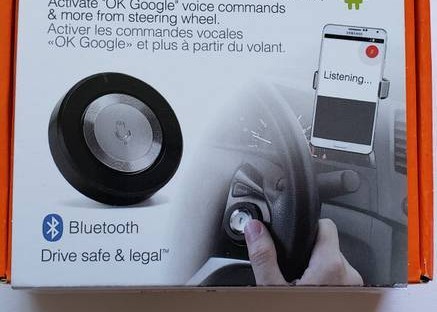 Activate "OK Google" voice commands
& more from steering wheel.
Activer les commandes vocales
«OK Google» et plus à partir du volant.
Listening...
Bluetooth
Drive safe & legal™